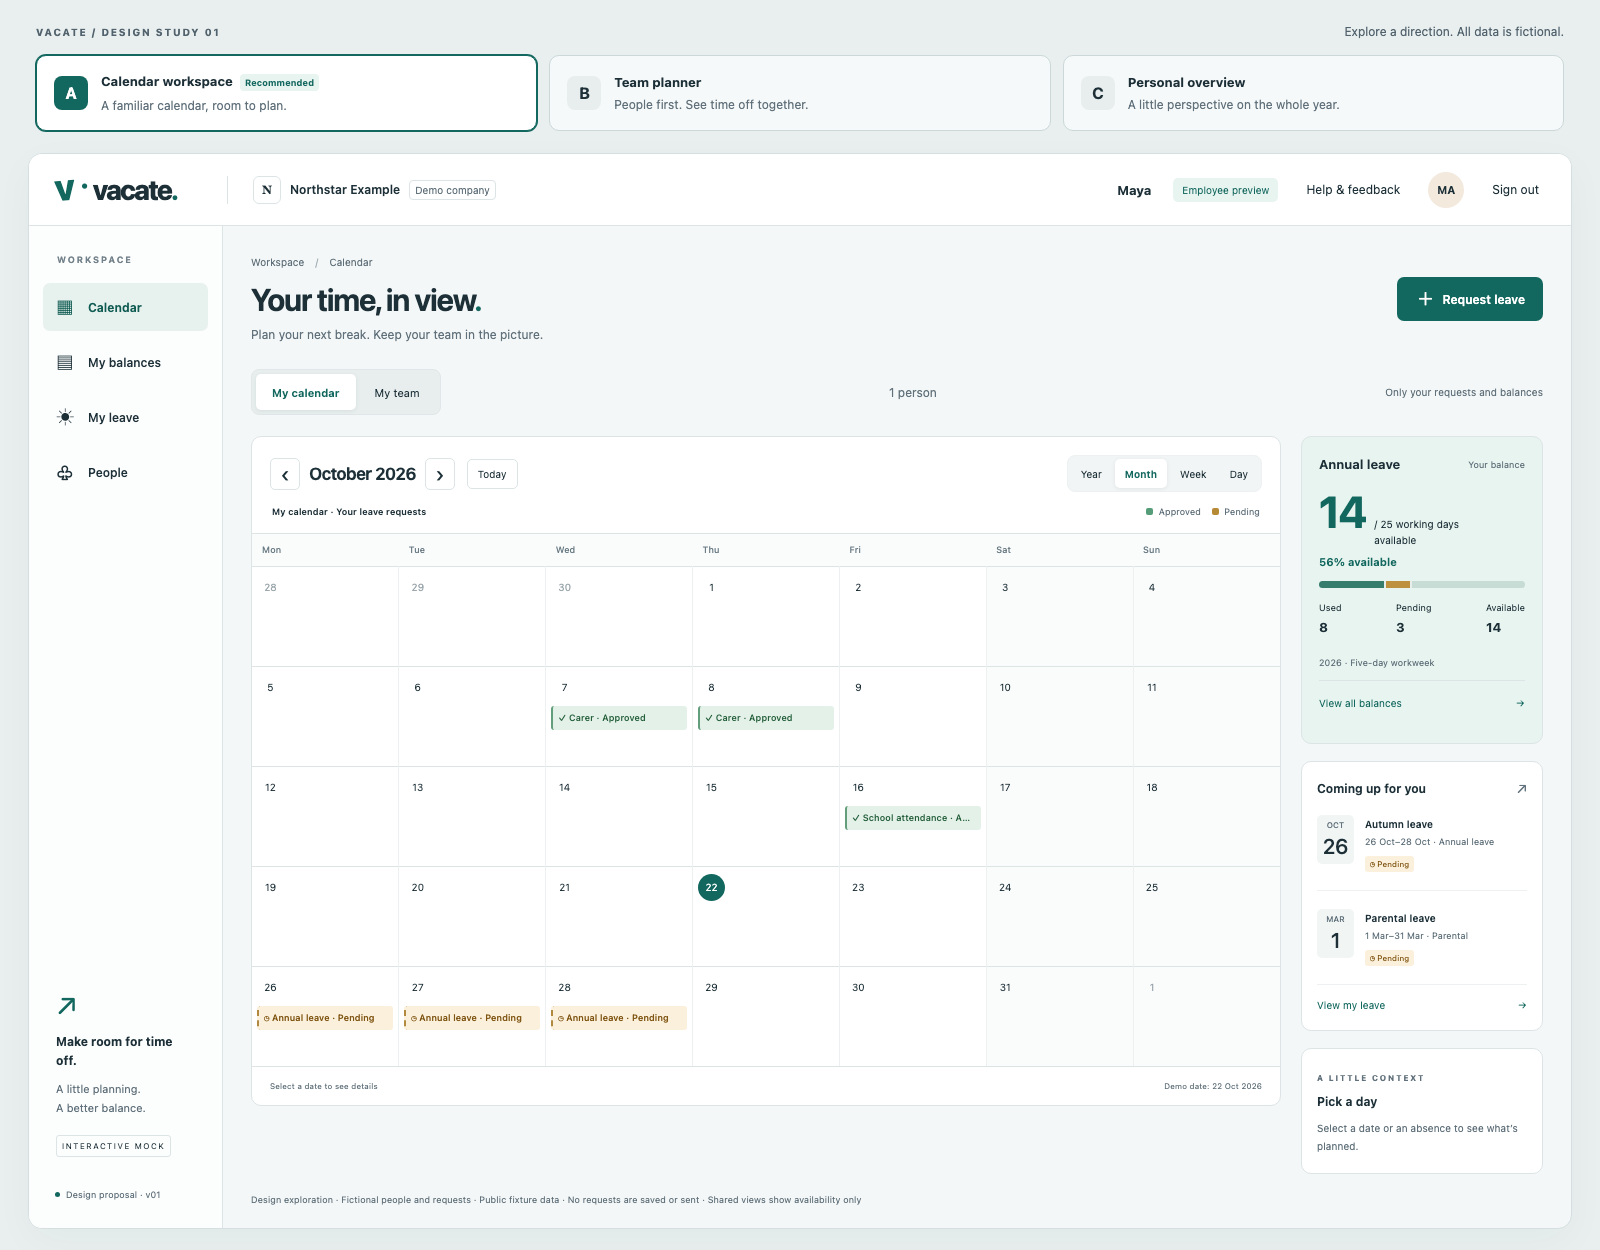 VACATE / DESIGN STUDY 01
Explore a direction. All data is fictional.
A
Calendar workspace Recommended
A familiar calendar, room to plan.
B
Team planner
People first. See time off together.
C
Personal overview
A little perspective on the whole year.
V vacate.
N Northstar Example Demo company
Maya Employee preview Help & feedback MA Sign out
WORKSPACE
Calendar
My balances
My leave
People
Make room for time
off.
A little planning.
A better balance.
INTERACTIVE MOCK
Design proposal · v01
Workspace / Calendar
Your time, in view.
Plan your next break. Keep your team in the picture.
+ Request leave
My calendar My team
1 person
Only your requests and balances
‹ October 2026 › Today
Year Month Week Day
My calendar · Your leave requests
Approved Pending
Mon Tue Wed Thu Fri Sat Sun
28 29 30 1 2 3 4
5 6 7 8 9 10 11
✓ Carer · Approved ✓ Carer · Approved
12 13 14 15 16 17 18
✓ School attendance · A...
19 20 21 22 23 24 25
26 27 28 29 30 31 1
Annual leave · Pending Annual leave · Pending Annual leave · Pending
Select a date to see details
Demo date: 22 Oct 2026
Annual leave Your balance
14 / 25 working days
available
56% available
Used Pending Available
8 3 14
2026 · Five-day workweek
View all balances →
Coming up for you ↗
OCT
26
Autumn leave
26 Oct–28 Oct · Annual leave
Pending
MAR
1
Parental leave
1 Mar–31 Mar · Parental
Pending
View my leave →
A LITTLE CONTEXT
Pick a day
Select a date or an absence to see what's
planned.
Design exploration · Fictional people and requests · Public fixture data · No requests are saved or sent · Shared views show availability only